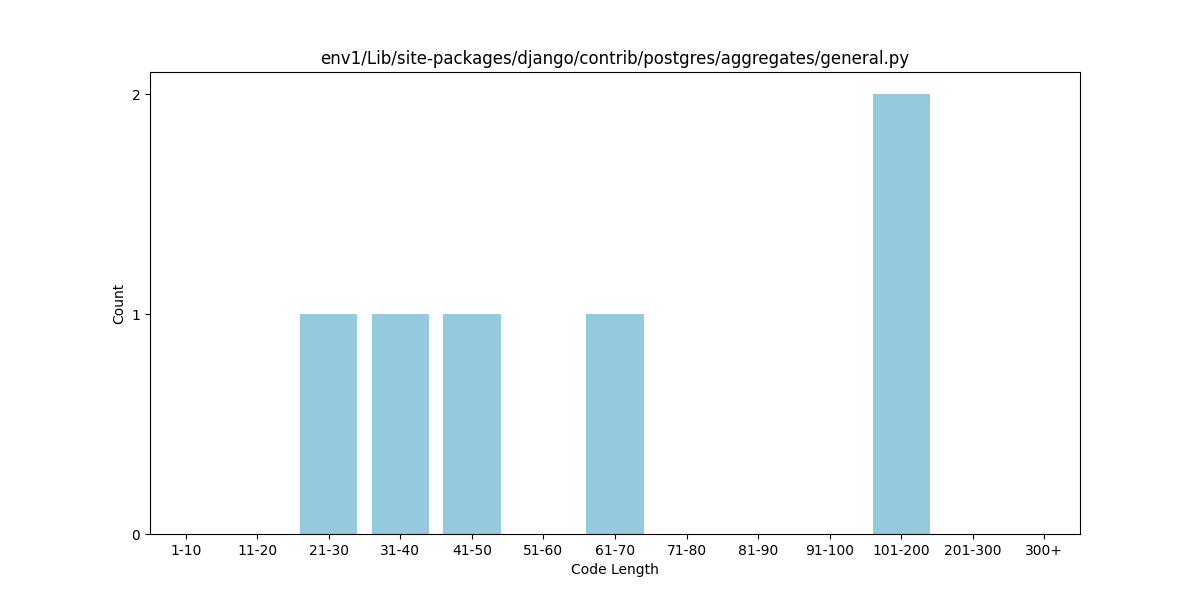 env1/Lib/site-packages/django/contrib/postgres/aggregates/general.py
2
1
0
Count
1-10 11-20 21-30 31-40 41-50 51-60 61-70 71-80 81-90 91-100 101-200 201-300 300+
Code Length